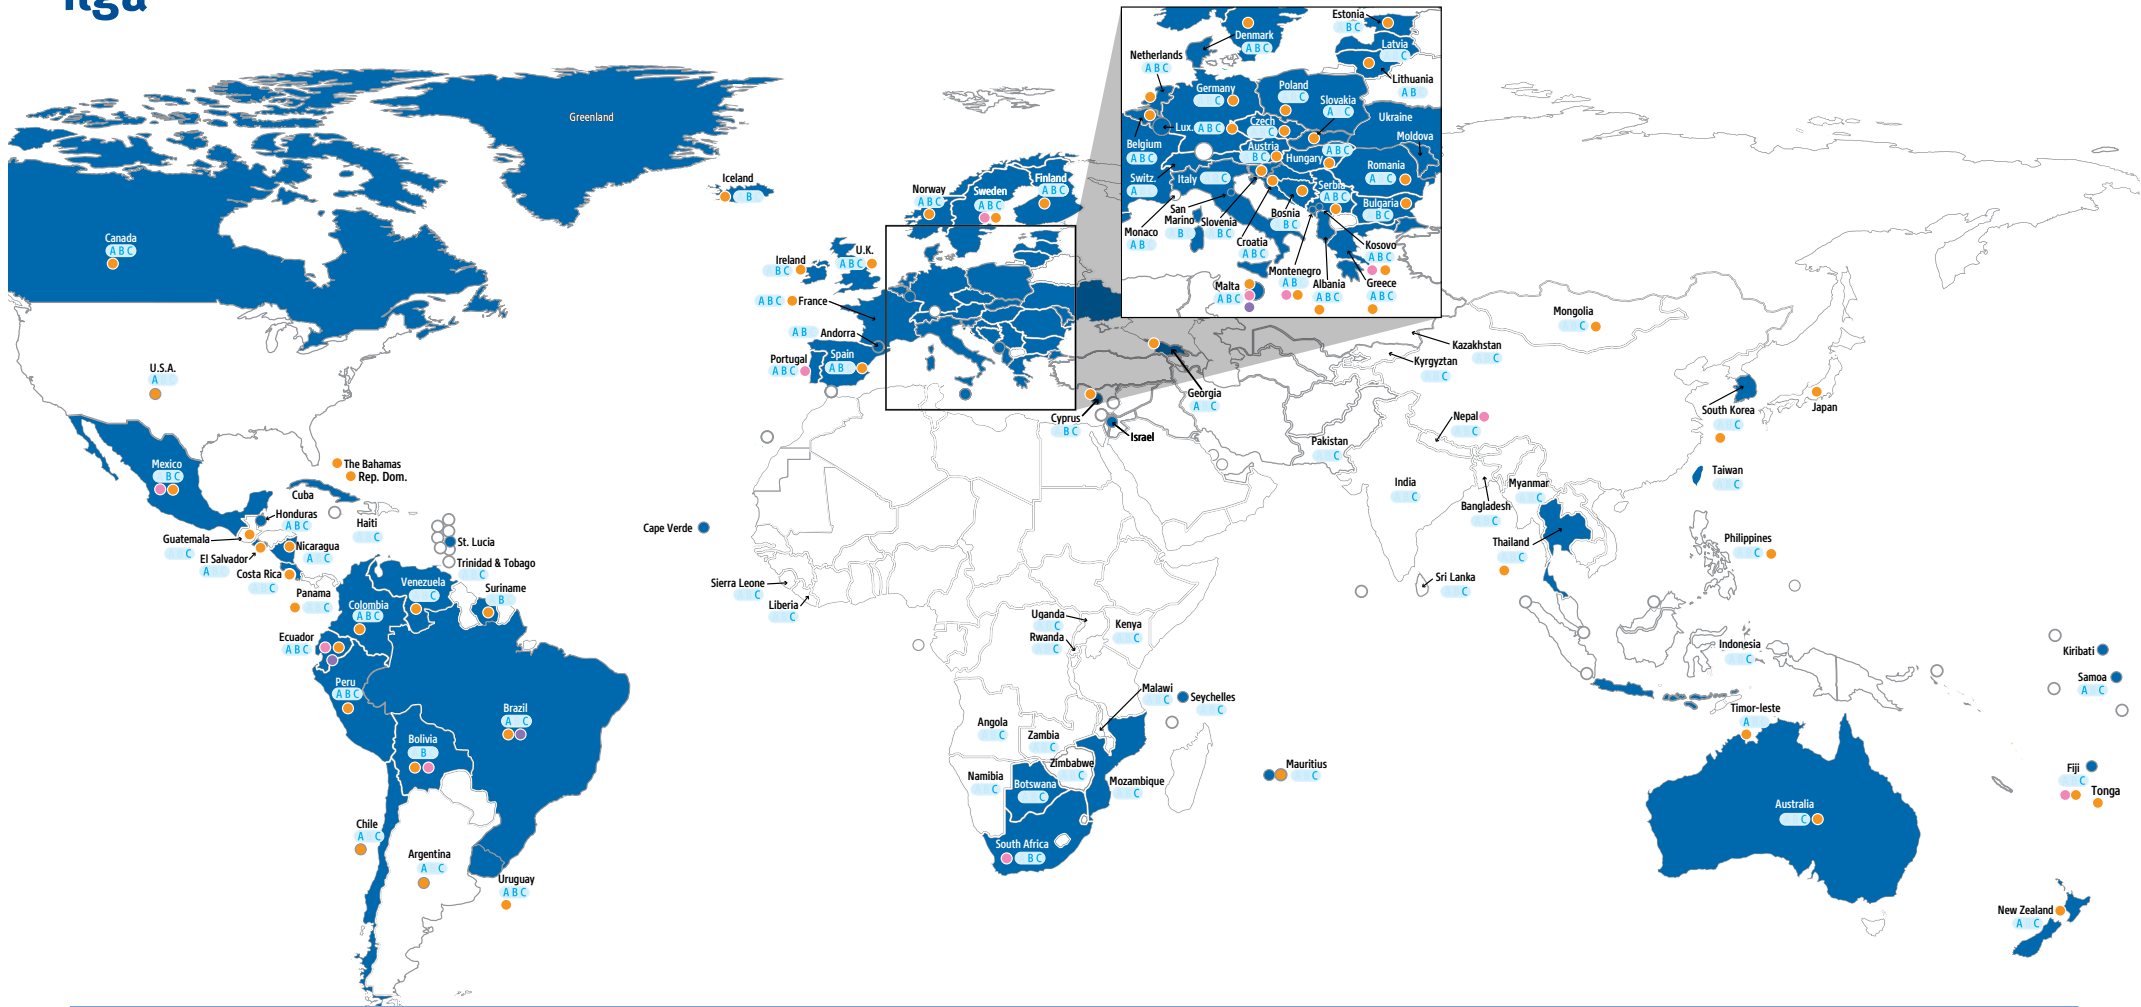 ilga
Greenland
Canada
A B C
U.S.A.
A
Mexico
B C
The Bahamas
Rep. Dom.
Cuba
Honduras
A B C
Haiti
C
Guatemala
C
El Salvador
A
Nicaragua
A C
Costa Rica
C
Panama
C
St. Lucia
Trinidad & Tobago
C
Venezuela
C
Suriname
B
Colombia
A B C
Ecuador
A B C
Peru
A B C
Brazil
A C
Bolivia
B
Chile
A C
Argentina
A C
Uruguay
A B C
Iceland
B
Norway
A B C
Sweden
A B C
Finland
A B C
Ireland
B C
U.K.
A B C
A B C France
A B
Andorra
Portugal
A B C
Spain
A B
Estonia
B C
Denmark
A B C
Latvia
C
Netherlands
A B C
Lithuania
A B
Germany
C
Poland
C
Slovakia
A C
Ukraine
Lux. A B C
Czech
C
Moldova
Belgium
A B C
Austria
B C
Hungary
A B C
Romania
A C
Switz.
A
Italy C
Serbia
A B C
Bulgaria
B C
San
Marino
B
Slovenia
B C
Bosnia
B C
Monaco
A B
Croatia
A B C
Kosovo
A B C
Montenegro
A B
Albania
A B C
Greece
A B C
Malta
A B C
Georgia
A C
Cyprus
B C
Israel
Cape Verde
Sierra Leone
C
Liberia
C
Uganda
C
Rwanda
C
Kenya
C
Malawi
C
Seychelles
C
Angola
C
Zambia
C
Zimbabwe
C
Namibia
C
Botswana
C
Mozambique
C
Mauritius
C
South Africa
B C
Mongolia
C
Kazakhstan
C
Kyrgyztan
C
Nepal
C
Pakistan
C
India
C
Myanmar
C
Bangladesh
C
Thailand
C
Sri Lanka
C
South Korea
C
Japan
Taiwan
C
Philippines
C
Indonesia
C
Timor-leste
A
Australia
C
Kiribati
Samoa
A C
Fiji
C
Tonga
New Zealand
A C